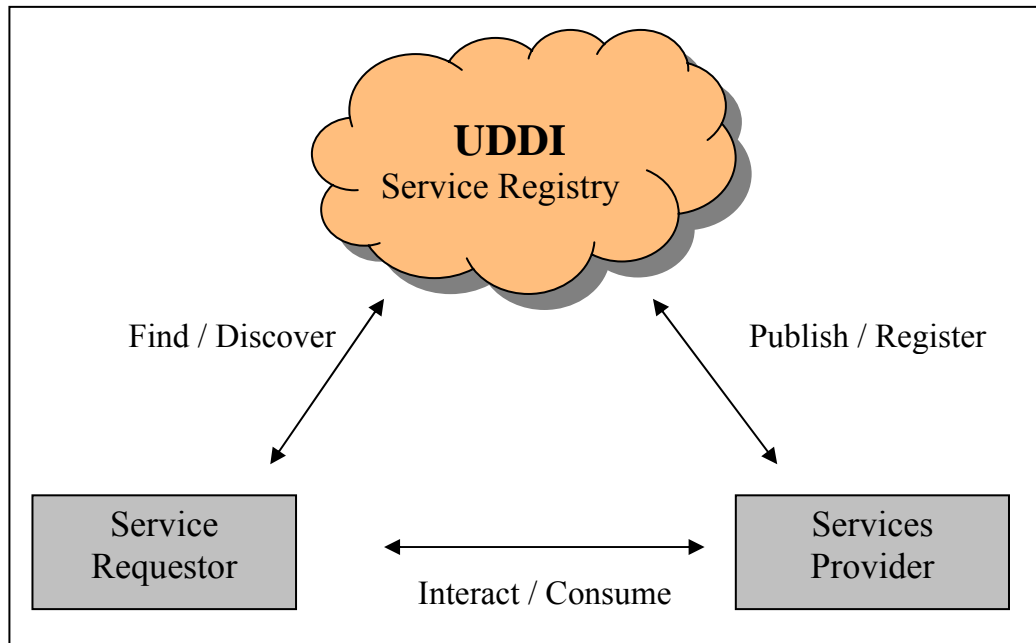 UDDI
Service Registry
Find / Discover
Publish / Register
Service
Requestor
Services
Provider
Interact / Consume